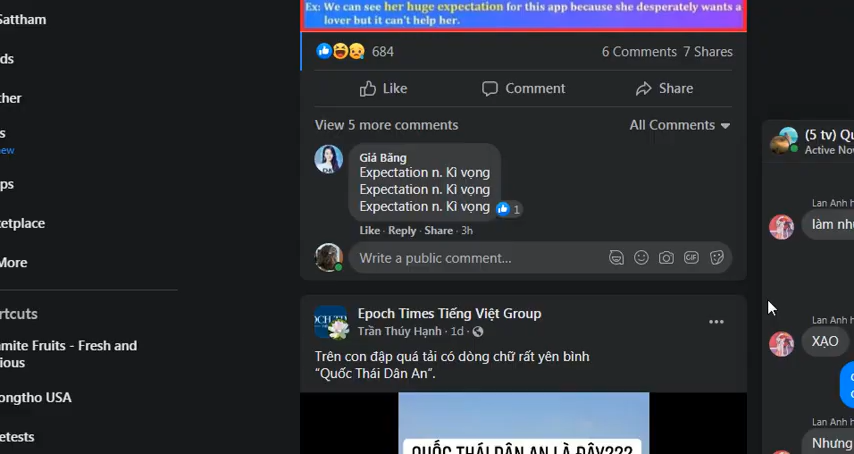 Ex: We can see her huge expectation for this app because she desperately wants a
lover but it can't help her.
684
6 Comments 7 Shares
Like
Comment
Share
View 5 more comments
All Comments
Giá Băng
Expectation n. Kì vọng
Expectation n. Kì vọng
Expectation n. Kì vọng
1
Like · Reply · Share · 3h
Write a public comment...
GIF
Epoch Times Tiếng Việt Group
Trần Thúy Hạnh · 1d ·
Trên con đập quá tải có dòng chữ rất yên bình
“Quốc Thái Dân An”.
QUỐC THÁI DÂN AN LÀ ĐÂY???
Sattham
ds
her
s
ew
ps
etplace
More
rtcuts
mite Fruits - Fresh and
ious
ongtho USA
etests
(5 tv) Qu
Active Nov
Lan Anh h
làm nhu
Lan Anh h
XẠO
Lan Anh h
Nhưng